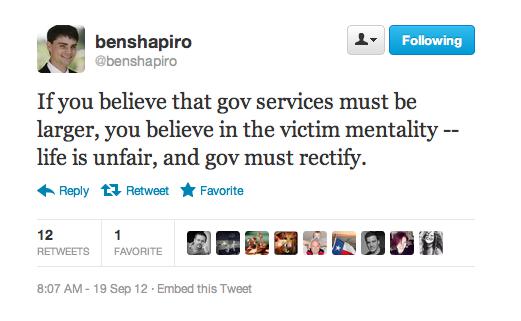 benshapiro
@benshapiro
Following
If you believe that gov services must be
larger, you believe in the victim mentality --
life is unfair, and gov must rectify.
Reply Retweet Favorite
12 1
RETWEETS FAVORITE
8:07 AM - 19 Sep 12 · Embed this Tweet